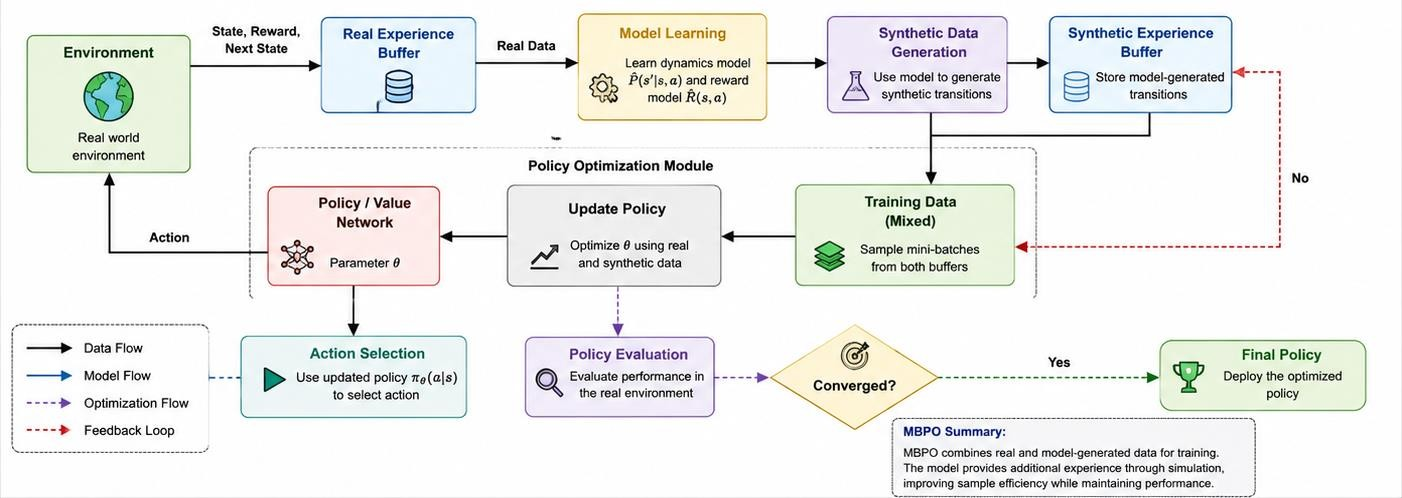 Environment
Real world
environment
State, Reward,
Next State
Real Experience
Buffer
Real Data
Model Learning
Learn dynamics model
P̂(s′|s, a) and reward
model R̂(s, a)
Synthetic Data
Generation
Use model to generate
synthetic transitions
Synthetic Experience
Buffer
Store model-generated
transitions
No
Policy Optimization Module
Policy / Value
Network
Parameter θ
Update Policy
Optimize θ using real
and synthetic data
Training Data
(Mixed)
Sample mini-batches
from both buffers
Action
Data Flow
Model Flow
Optimization Flow
Feedback Loop
Action Selection
Use updated policy πθ(a|s)
to select action
Policy Evaluation
Evaluate performance in
the real environment
Converged?
Yes
Final Policy
Deploy the optimized
policy
MBPO Summary:
MBPO combines real and model-generated data for training.
The model provides additional experience through simulation,
improving sample efficiency while maintaining performance.